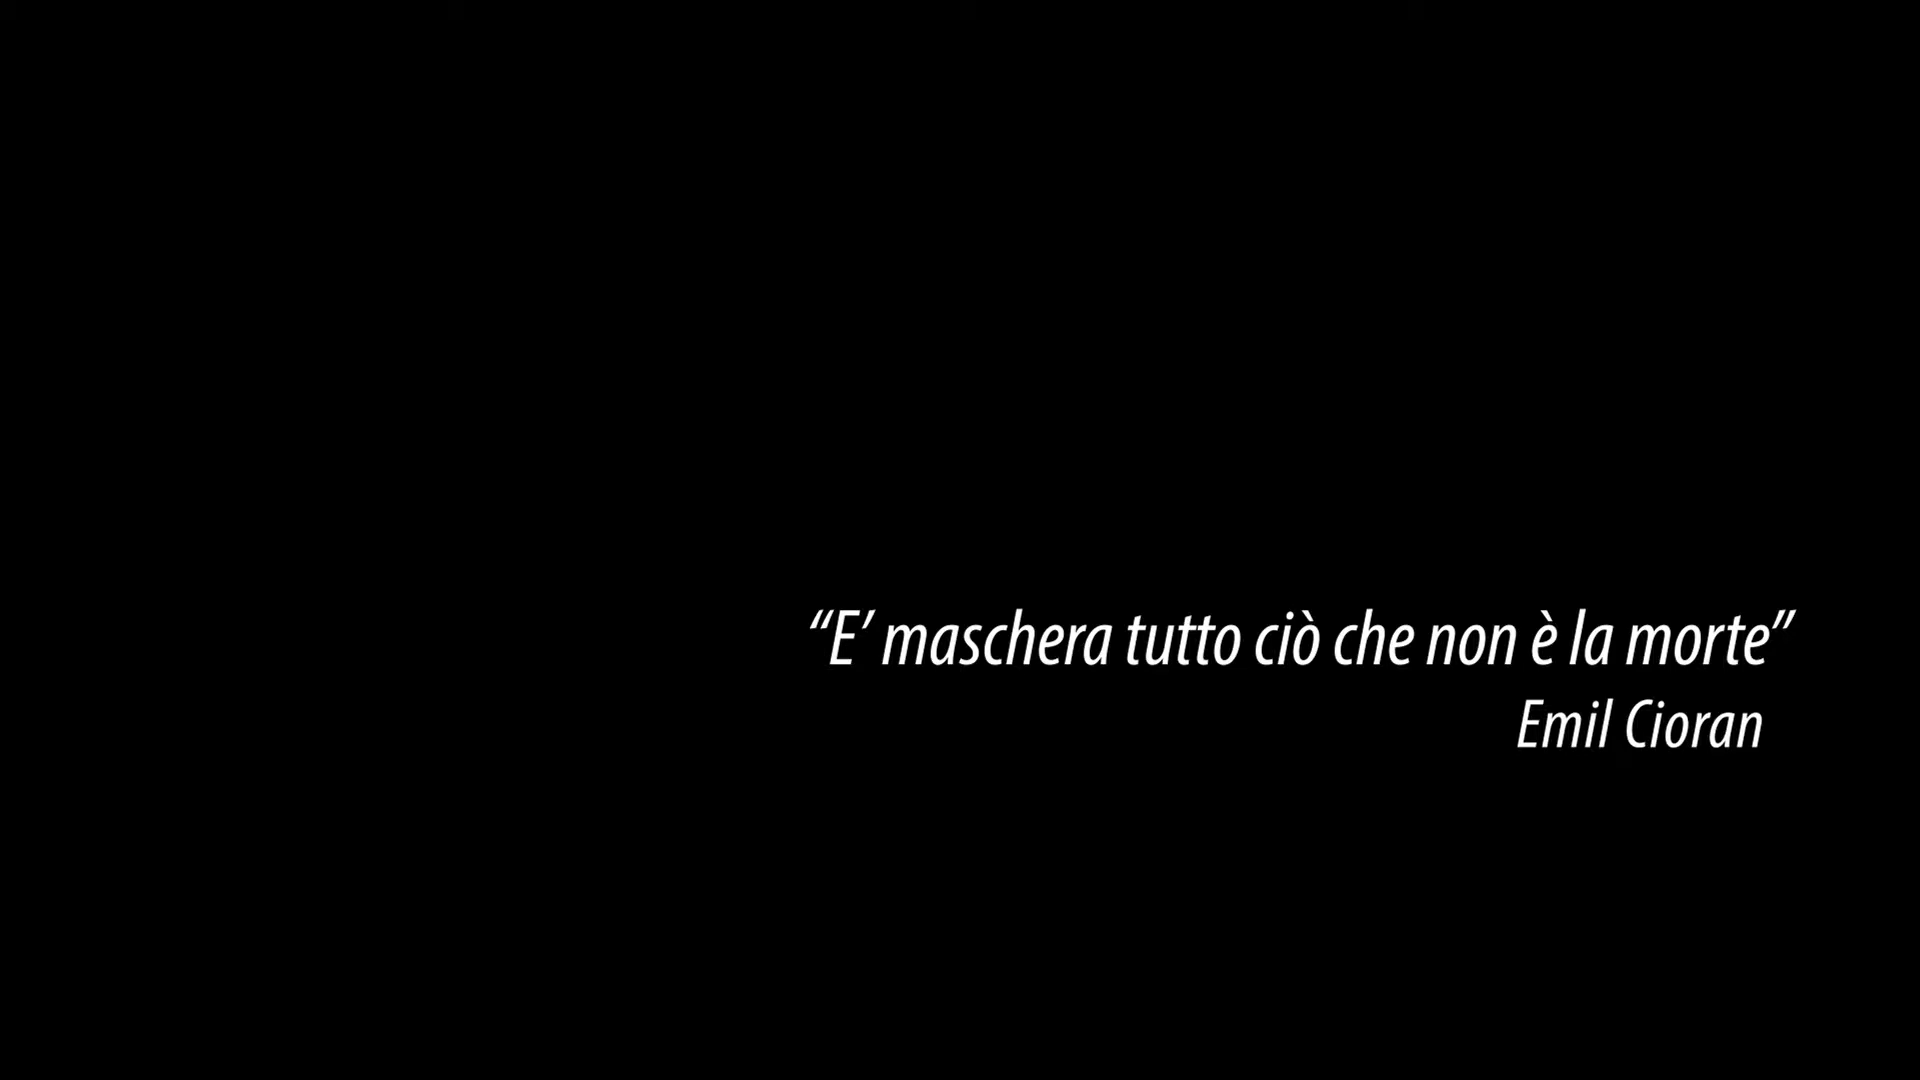 “E’ maschera tutto ciò che non è la morte”
Emil Cioran